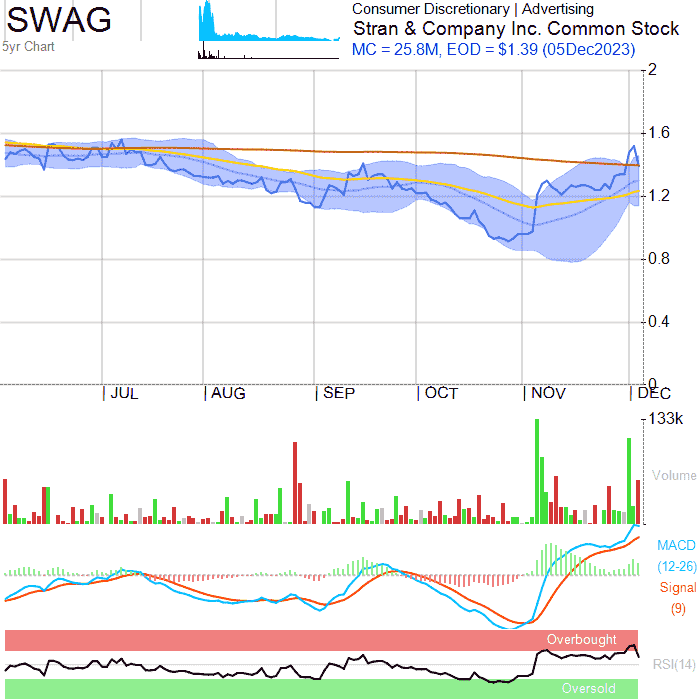 SWAG
5yr Chart
Consumer Discretionary | Advertising
Stran & Company Inc. Common Stock
MC = 25.8M, EOD = $1.39 (05Dec2023)
2
1.6
1.2
0.8
0.4
0
JUL AUG SEP OCT NOV DEC
133k
Volume
MACD
(12-26)
Signal
(9)
Overbought
RSI(14)
Oversold